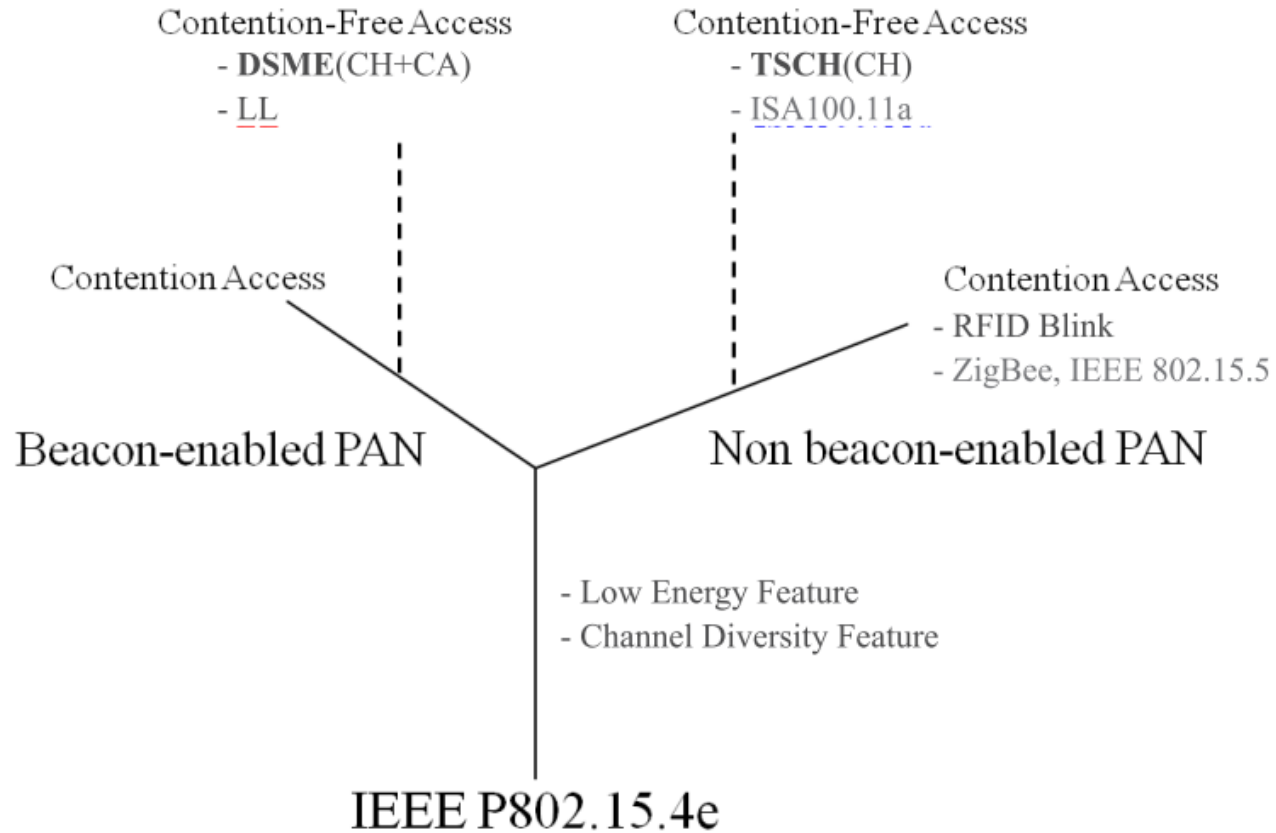 Contention-Free Access
- DSME(CH+CA)
- LL
Contention-Free Access
- TSCH(CH)
- ISA100.11a
Contention Access
Contention Access
- RFID Blink
- ZigBee, IEEE 802.15.5
Beacon-enabled PAN
Non beacon-enabled PAN
- Low Energy Feature
- Channel Diversity Feature
IEEE P802.15.4e